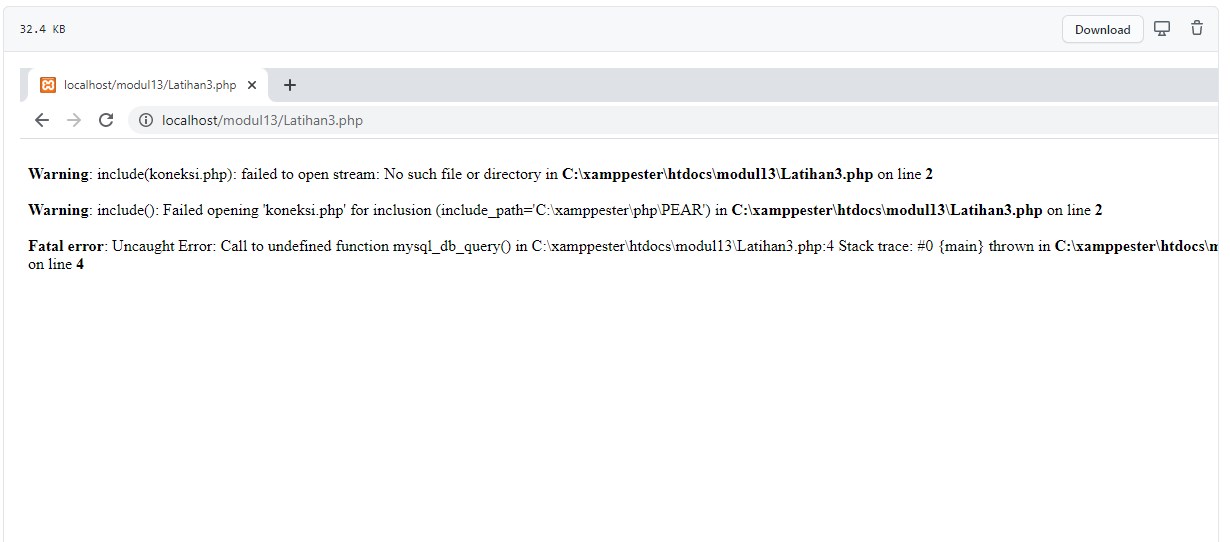 32.4 KB
Download
localhost/modul13/Latihan3.php
localhost/modul13/Latihan3.php
Warning: include(koneksi.php): failed to open stream: No such file or directory in C:\xamppester\htdocs\modul13\Latihan3.php on line 2
Warning: include(): Failed opening 'koneksi.php' for inclusion (include_path='C:\xamppester\php\PEAR') in C:\xamppester\htdocs\modul13\Latihan3.php on line 2
Fatal error: Uncaught Error: Call to undefined function mysql_db_query() in C:\xamppester\htdocs\modul13\Latihan3.php:4 Stack trace: #0 {main} thrown in C:\xamppester\htdocs\m
on line 4